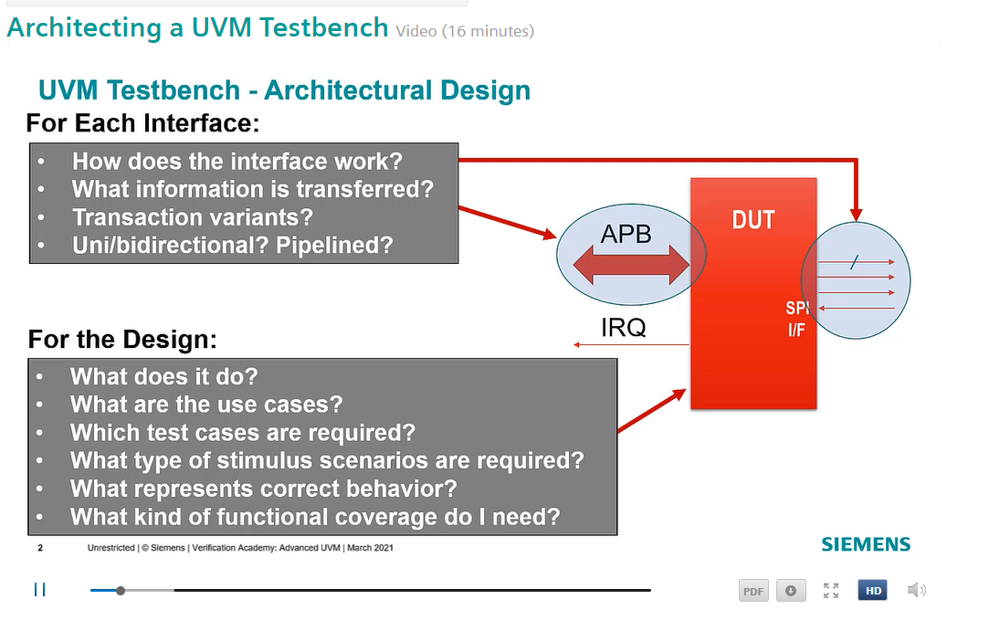 Architecting a UVM Testbench Video (16 minutes)
UVM Testbench - Architectural Design
For Each Interface:
• How does the interface work?
• What information is transferred?
• Transaction variants?
• Uni/bidirectional? Pipelined?
APB
DUT
IRQ
SPI
I/F
For the Design:
• What does it do?
• What are the use cases?
• Which test cases are required?
• What type of stimulus scenarios are required?
• What represents correct behavior?
• What kind of functional coverage do I need?
2 Unrestricted | © Siemens | Verification Academy: Advanced UVM | March 2021
SIEMENS
PDF
HD